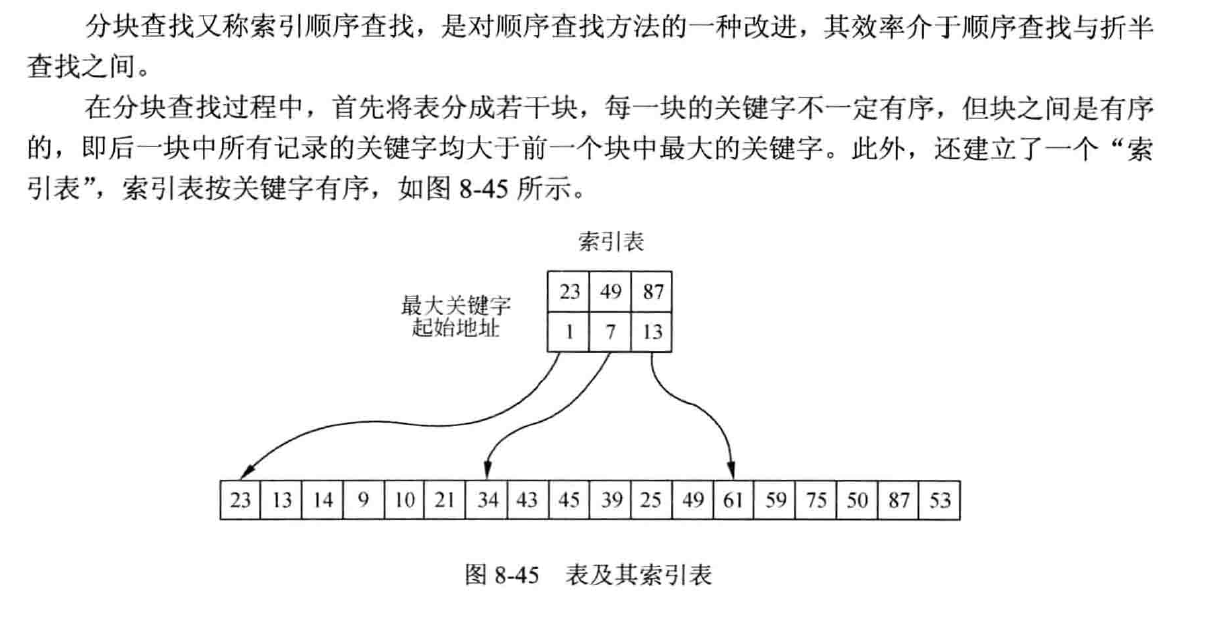 分块查找又称索引顺序查找，是对顺序查找方法的一种改进，其效率介于顺序查找与折半
查找之间。
在分块查找过程中，首先将表分成若干块，每一块的关键字不一定有序，但块之间是有序
的，即后一块中所有记录的关键字均大于前一个块中最大的关键字。此外，还建立了一个“索
引表”，索引表按关键字有序，如图 8-45 所示。
索引表
最大关键字 23 49 87
起始地址 1 7 13
23 13 14 9 10 21 34 43 45 39 25 49 61 59 75 50 87 53
图 8-45 表及其索引表